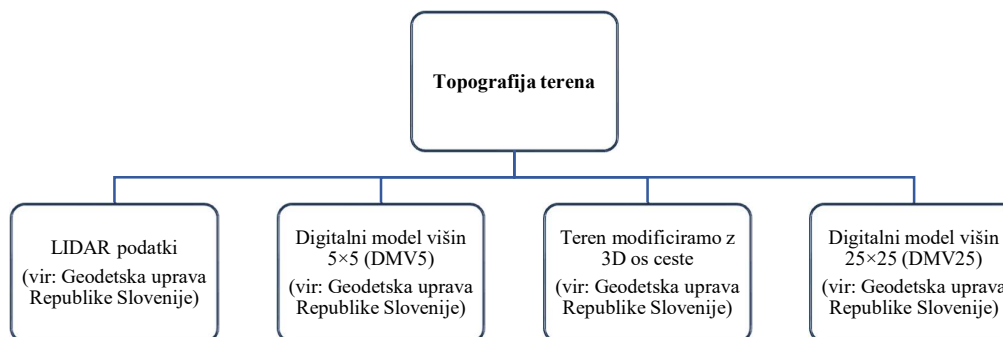 Topografija terena
LIDAR podatki
(vir: Geodetska uprava
Republike Slovenije)
Digitalni model višin
5×5 (DMV5)
(vir: Geodetska uprava
Republike Slovenije)
Teren modificiramo z
3D os ceste
(vir: Geodetska uprava
Republike Slovenije)
Digitalni model višin
25×25 (DMV25)
(vir: Geodetska uprava
Republike Slovenije)